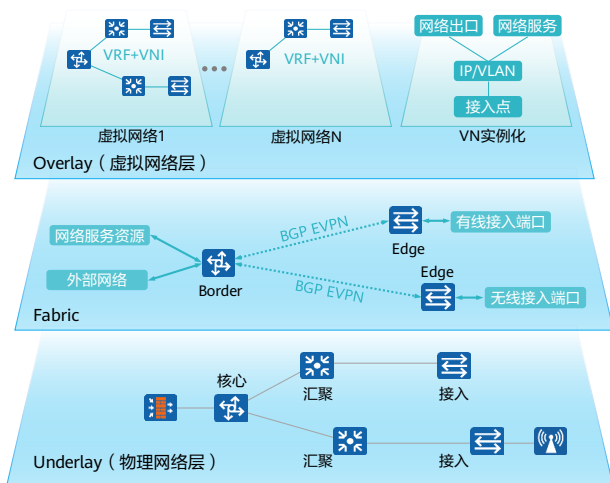 网络出口
网络服务
VRF+VNI
VRF+VNI
IP/VLAN
接入点
虚拟网络1
虚拟网络N
VN实例化
Overlay（虚拟网络层）
BGP EVPN
有线接入端口
网络服务资源
Edge
外部网络
Edge
Border
BGP EVPN
无线接入端口
Fabric
核心
汇聚
接入
汇聚
接入
Underlay（物理网络层）